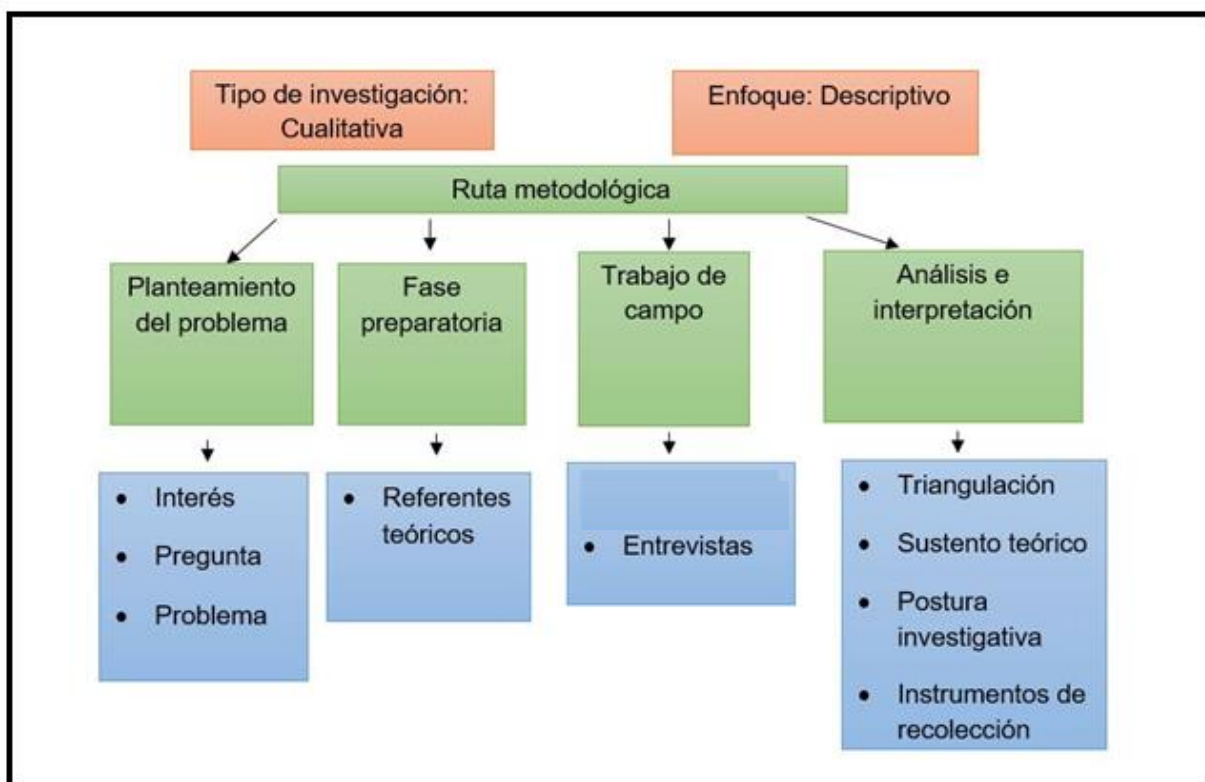 Tipo de investigación:
Cualitativa
Enfoque: Descriptivo
Ruta metodológica
Planteamiento
del problema
Fase
preparatoria
Trabajo de
campo
Análisis e
interpretación
• Interés
• Pregunta
• Problema
• Referentes
teóricos
• Entrevistas
• Triangulación
• Sustento teórico
• Postura
investigativa
• Instrumentos de
recolección